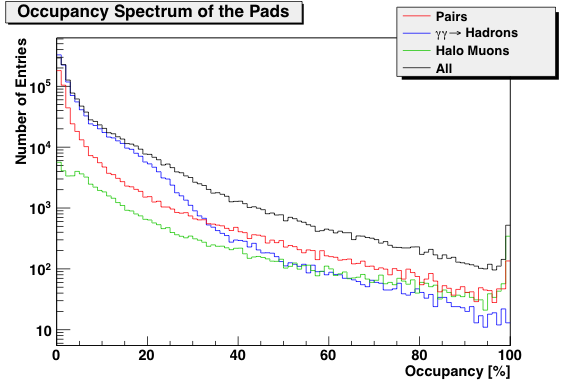 Occupancy Spectrum of the Pads
Pairs
γγ→ Hadrons
Halo Muons
All
Number of Entries
10⁵
10⁴
10³
10²
10
0 20 40 60 80 100
Occupancy [%]